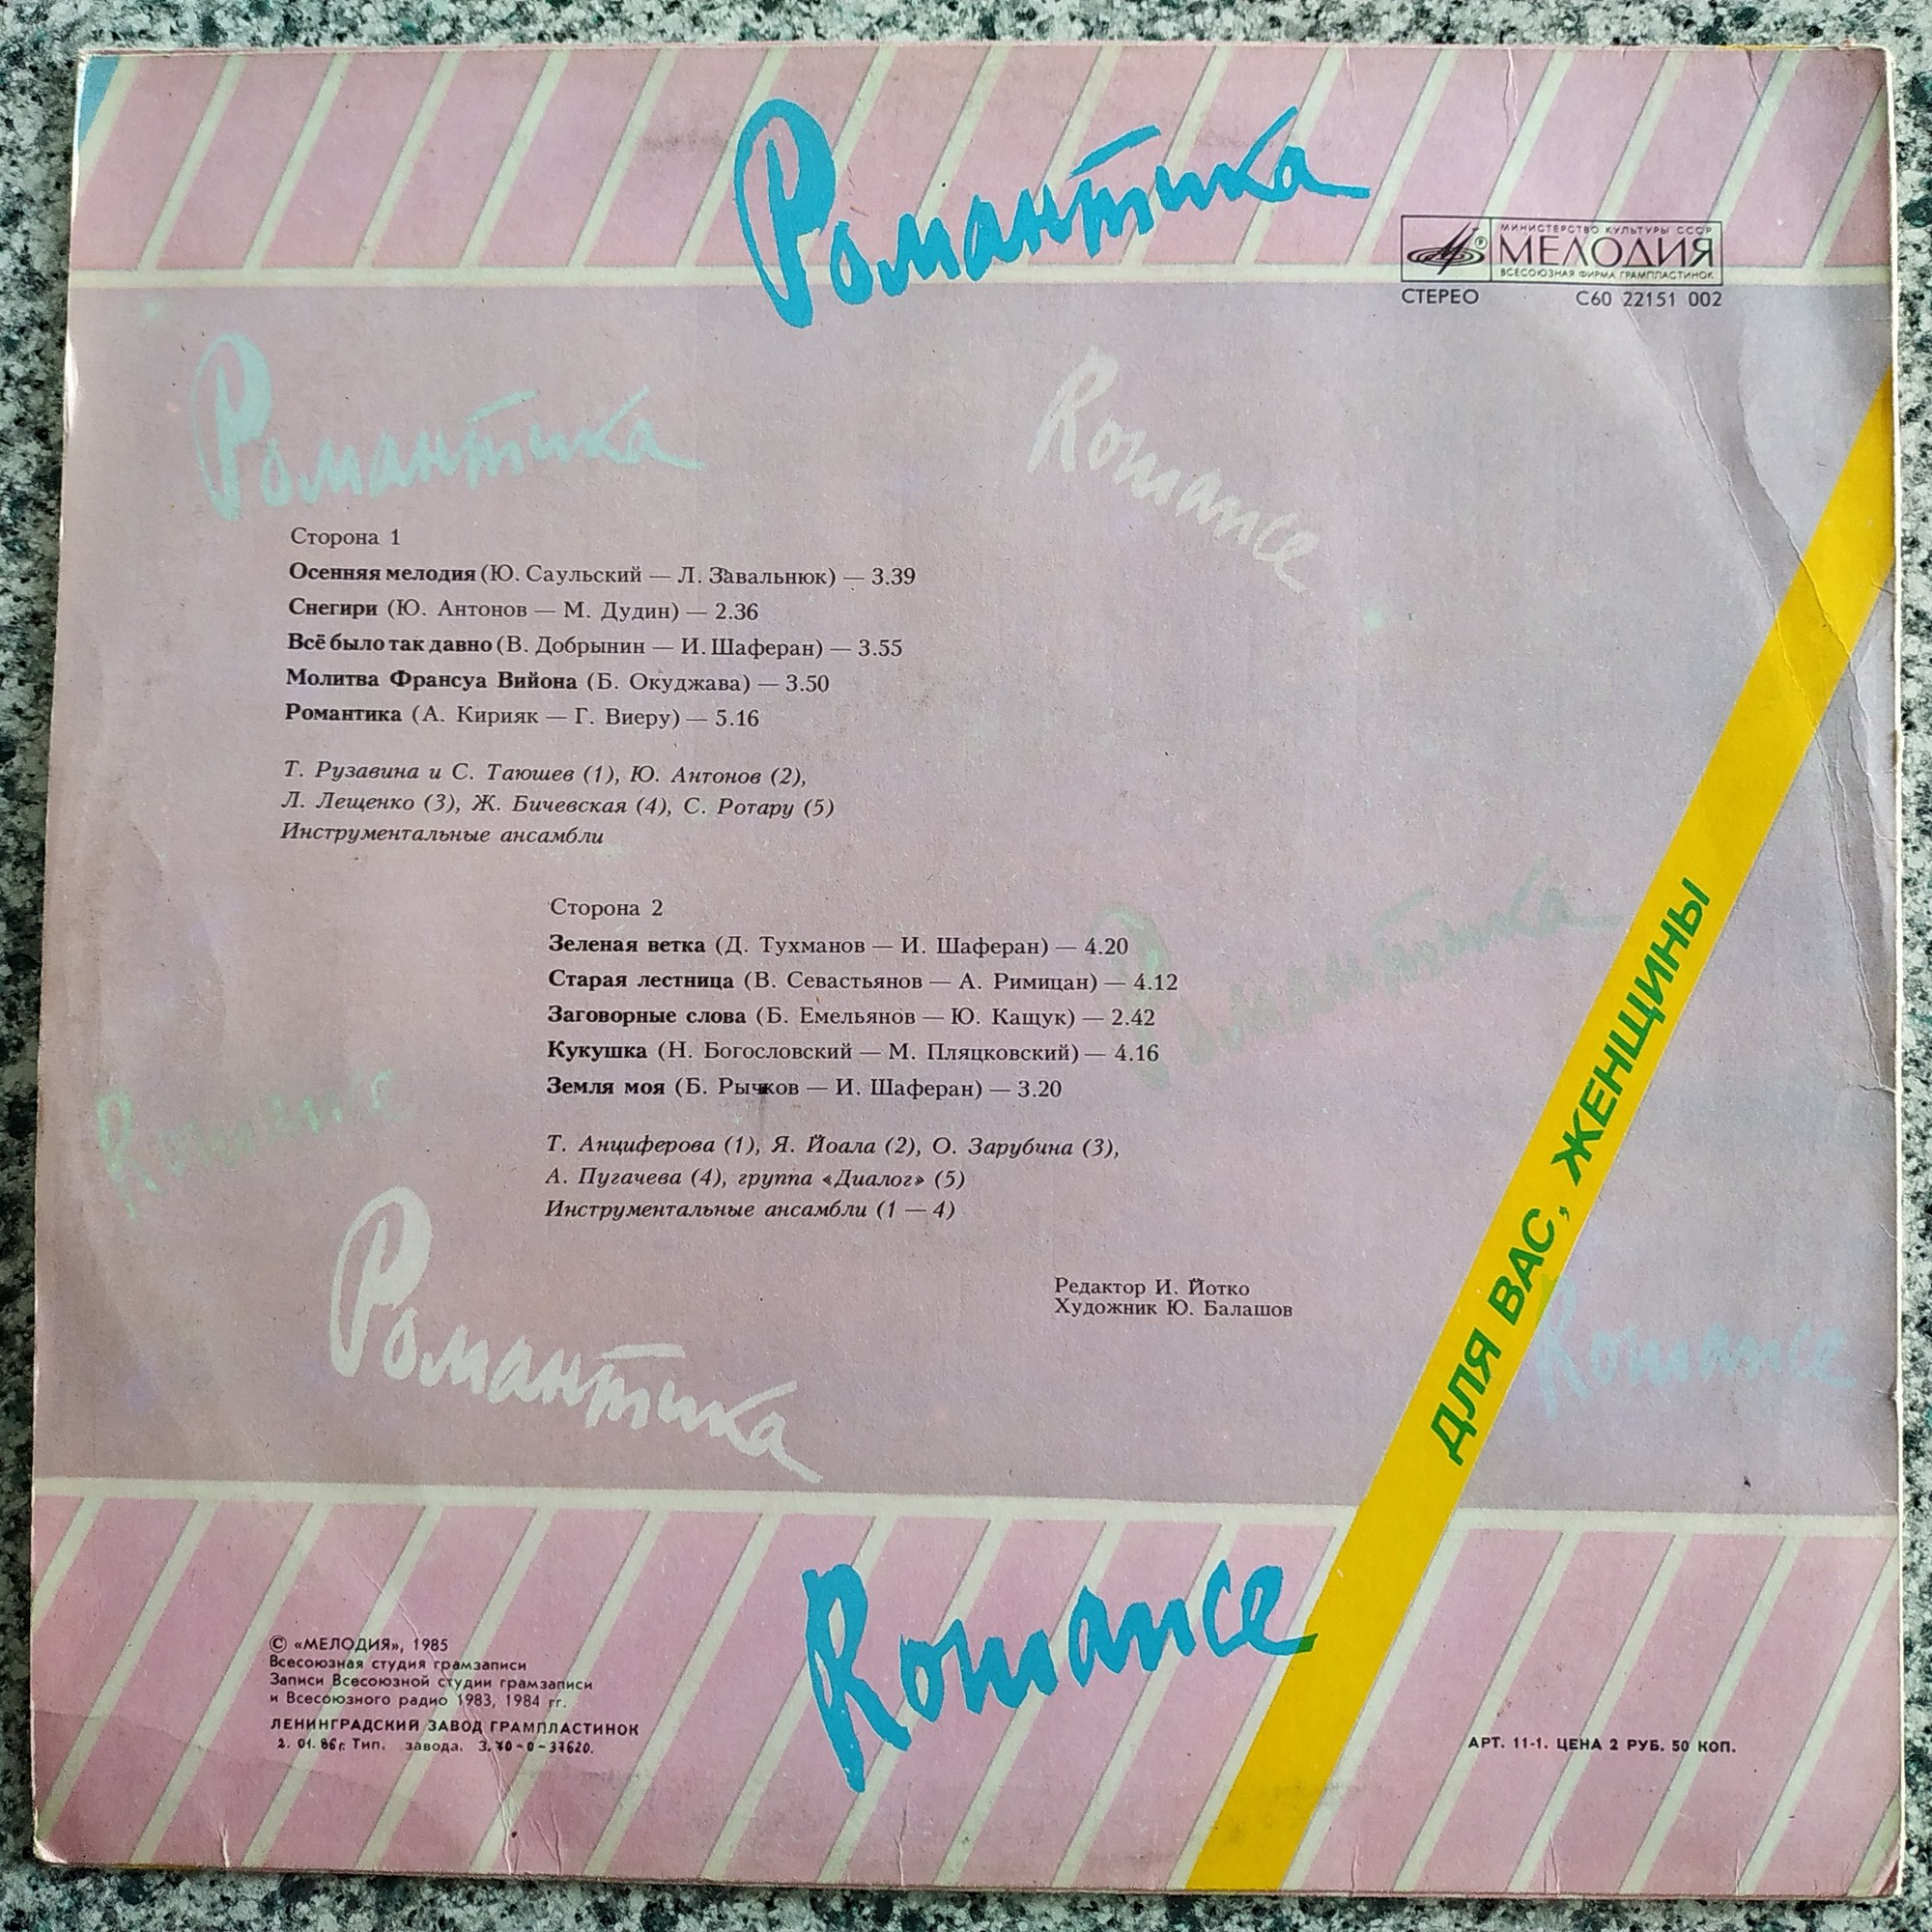 Романтика
МИНИСТЕРСТВО КУЛЬТУРЫ СССР
МЕЛОДИЯ
ВСЕСОЮЗНАЯ ФИРМА ГРАМПЛАСТИНОК
СТЕРЕО С60 22151 002
Романтика
Romance
Сторона 1
Осенняя мелодия (Ю. Саульский — Л. Завальнюк) — 3.39
Снегири (Ю. Антонов — М. Дудин) — 2.36
Всё было так давно (В. Добрынин — И. Шаферан) — 3.55
Молитва Франсуа Вийона (Б. Окуджава) — 3.50
Романтика (А. Кирияк — Г. Виеру) — 5.16
Т. Рузавина и С. Таюшев (1), Ю. Антонов (2),
Л. Лещенко (3), Ж. Бичевская (4), С. Ротару (5)
Инструментальные ансамбли
Сторона 2
Зеленая ветка (Д. Тухманов — И. Шаферан) — 4.20
Старая лестница (В. Севастьянов — А. Римицан) — 4.12
Заговорные слова (Б. Емельянов — Ю. Кащук) — 2.42
Кукушка (Н. Богословский — М. Пляцковский) — 4.16
Земля моя (Б. Рычков — И. Шаферан) — 3.20
Т. Анциферова (1), Я. Йоала (2), О. Зарубина (3),
А. Пугачева (4), группа «Диалог» (5)
Инструментальные ансамбли (1 — 4)
Романтика
Romance
Романтика
Редактор И. Йотко
Художник Ю. Балашов
ДЛЯ ВАС, ЖЕНЩИНЫ
Romance
Romance
© «МЕЛОДИЯ», 1985
Всесоюзная студия грамзаписи
Записи Всесоюзной студии грамзаписи
и Всесоюзного радио 1983, 1984 гг.
ЛЕНИНГРАДСКИЙ ЗАВОД ГРАМПЛАСТИНОК
2. 01. 86г. Тип. завода. З. 70-0-37620.
АРТ. 11-1. ЦЕНА 2 РУБ. 50 КОП.